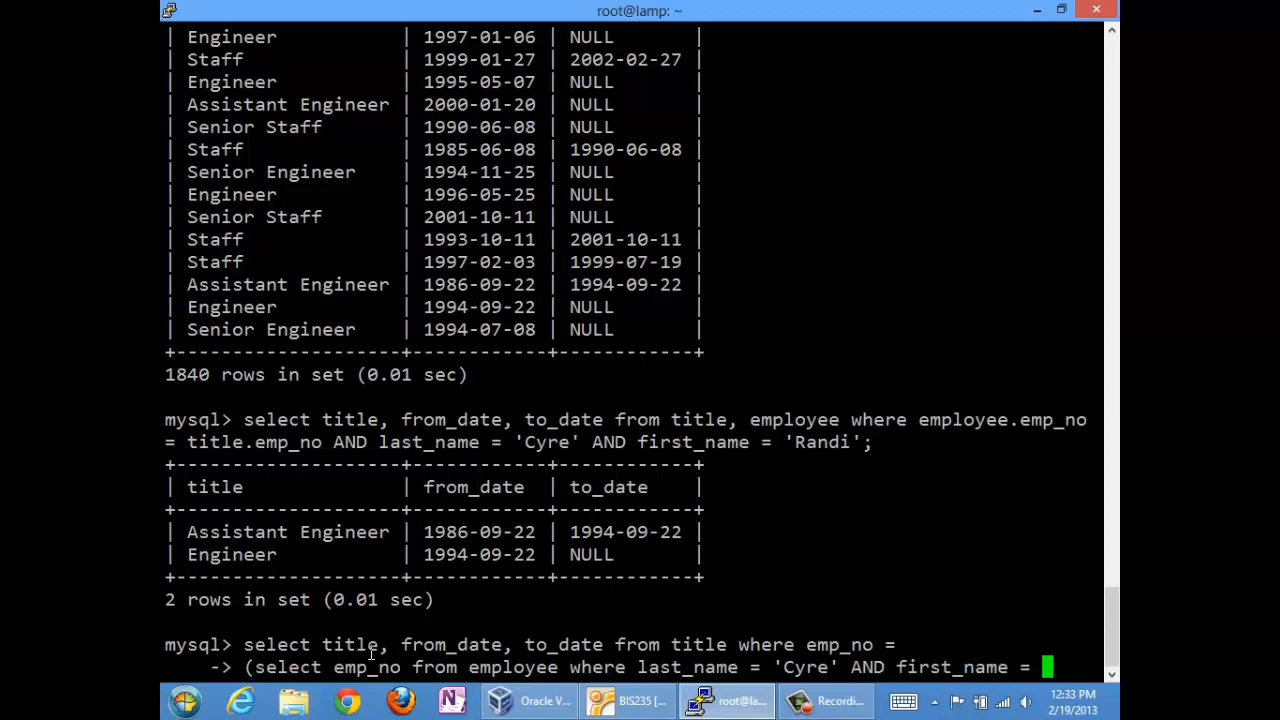 root@lamp: ~
| Engineer | 1997-01-06 | NULL |
| Staff | 1999-01-27 | 2002-02-27 |
| Engineer | 1995-05-07 | NULL |
| Assistant Engineer | 2000-01-20 | NULL |
| Senior Staff | 1990-06-08 | NULL |
| Staff | 1985-06-08 | 1990-06-08 |
| Senior Engineer | 1994-11-25 | NULL |
| Engineer | 1996-05-25 | NULL |
| Senior Staff | 2001-10-11 | NULL |
| Staff | 1993-10-11 | 2001-10-11 |
| Staff | 1997-02-03 | 1999-07-19 |
| Assistant Engineer | 1986-09-22 | 1994-09-22 |
| Engineer | 1994-09-22 | NULL |
| Senior Engineer | 1994-07-08 | NULL |
+--------------------+------------+------------+
1840 rows in set (0.01 sec)
mysql> select title, from_date, to_date from title, employee where employee.emp_no
= title.emp_no AND last_name = 'Cyre' AND first_name = 'Randi';
+--------------------+------------+------------+
| title | from_date | to_date |
+--------------------+------------+------------+
| Assistant Engineer | 1986-09-22 | 1994-09-22 |
| Engineer | 1994-09-22 | NULL |
+--------------------+------------+------------+
2 rows in set (0.01 sec)
mysql> select title, from_date, to_date from title where emp_no =
-> (select emp_no from employee where last_name = 'Cyre' AND first_name =
Oracle V... BIS235 [... root@la... Recordi... 12:33 PM
2/19/2013